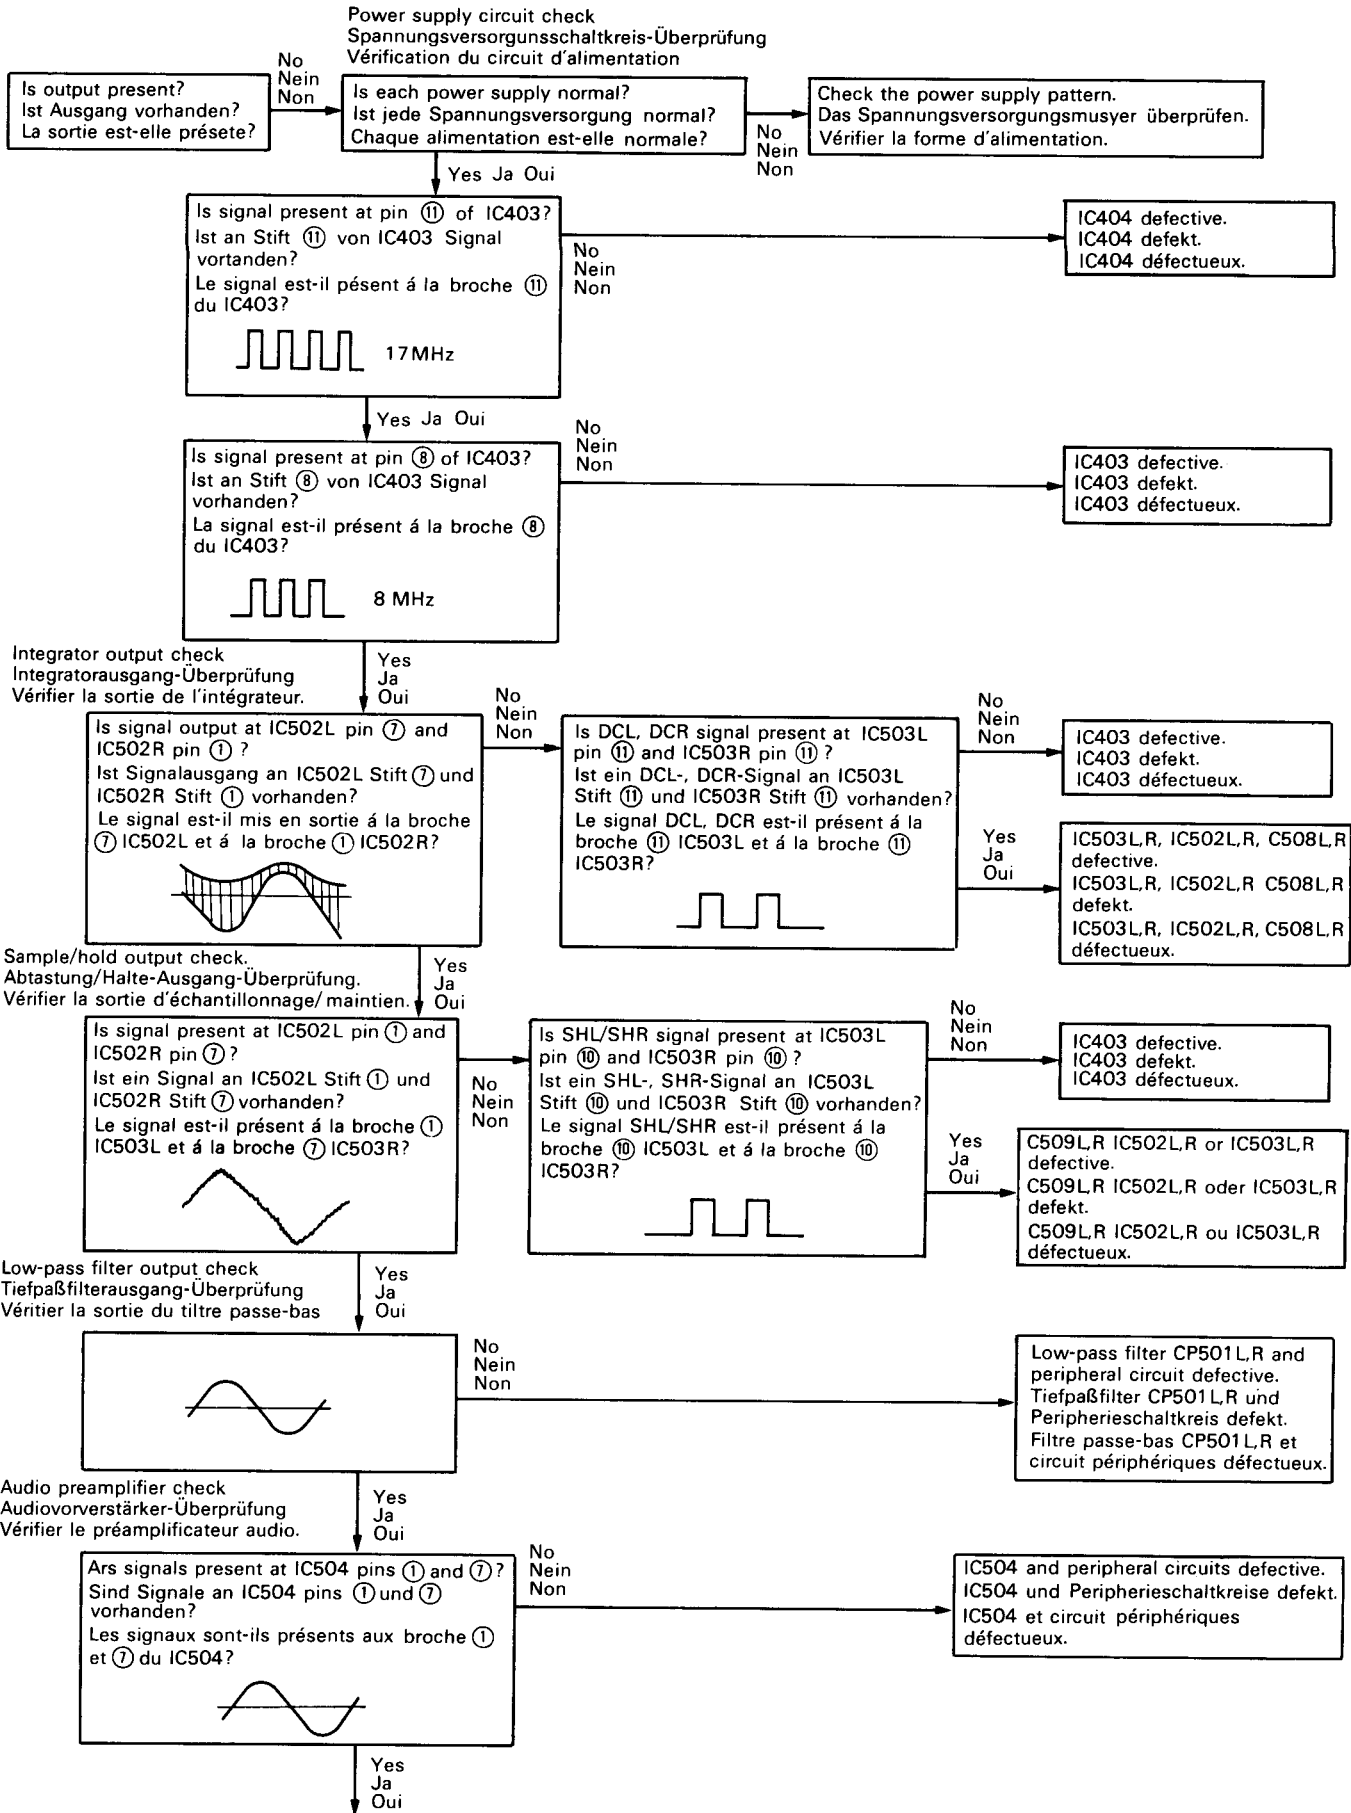 Power supply circuit check
Spannungsversorgunsschaltkreis-Überprüfung
Vérification du circuit d'alimentation
Is output present?
Ist Ausgang vorhanden?
La sortie est-elle présete?
No
Nein
Non
Is each power supply normal?
Ist jede Spannungsversorgung normal?
Chaque alimentation est-elle normale?
No
Nein
Non
Check the power supply pattern.
Das Spannungsversorgungsmusyer überprüfen.
Vérifier la forme d'alimentation.
Yes Ja Oui
Is signal present at pin ⑪ of IC403?
Ist an Stift ⑪ von IC403 Signal
vortanden?
Le signal est-il pésent á la broche ⑪
du IC403?
17MHz
No
Nein
Non
IC404 defective.
IC404 defekt.
IC404 défectueux.
Yes Ja Oui
Is signal present at pin ⑧ of IC403?
Ist an Stift ⑧ von IC403 Signal
vorhanden?
La signal est-il présent á la broche ⑧
du IC403?
8 MHz
No
Nein
Non
IC403 defective.
IC403 defekt.
IC403 défectueux.
Integrator output check
Integratorausgang-Überprüfung
Vérifier la sortie de l'intégrateur.
Yes
Ja
Oui
Is signal output at IC502L pin ⑦ and
IC502R pin ① ?
Ist Signalausgang an IC502L Stift ⑦ und
IC502R Stift ① vorhanden?
Le signal est-il mis en sortie á la broche
⑦ IC502L et á la broche ① IC502R?
No
Nein
Non
Is DCL, DCR signal present at IC503L
pin ⑪ and IC503R pin ⑪ ?
Ist ein DCL-, DCR-Signal an IC503L
Stift ⑪ und IC503R Stift ⑪ vorhanden?
Le signal DCL, DCR est-il présent á la
broche ⑪ IC503L et á la broche ⑪
IC503R?
No
Nein
Non
IC403 defective.
IC403 defekt.
IC403 défectueux.
Yes
Ja
Oui
IC503L,R, IC502L,R, C508L,R
defective.
IC503L,R, IC502L,R C508L,R
defekt.
IC503L,R, IC502L,R, C508L,R
défectueux.
Sample/hold output check.
Abtastung/Halte-Ausgang-Überprüfung.
Vérifier la sortie d'échantillonnage/ maintien.
Yes
Ja
Oui
Is signal present at IC502L pin ① and
IC502R pin ⑦ ?
Ist ein Signal an IC502L Stift ① und
IC502R Stift ⑦ vorhanden?
Le signal est-il présent á la broche ①
IC503L et á la broche ⑦ IC503R?
No
Nein
Non
Is SHL/SHR signal present at IC503L
pin ⑩ and IC503R pin ⑩ ?
Ist ein SHL-, SHR-Signal an IC503L
Stift ⑩ und IC503R Stift ⑩ vorhanden?
Le signal SHL/SHR est-il présent á la
broche ⑩ IC503L et á la broche ⑩
IC503R?
No
Nein
Non
IC403 defective.
IC403 defekt.
IC403 défectueux.
Yes
Ja
Oui
C509L,R IC502L,R or IC503L,R
defective.
C509L,R IC502L,R oder IC503L,R
defekt.
C509L,R IC502L,R ou IC503L,R
défectueux.
Low-pass filter output check
Tiefpaßfilterausgang-Überprüfung
Véritier la sortie du tiltre passe-bas
Yes
Ja
Oui
No
Nein
Non
Low-pass filter CP501L,R and
peripheral circuit defective.
Tiefpaßfilter CP501L,R und
Peripherieschaltkreis defekt.
Filtre passe-bas CP501L,R et
circuit périphériques défectueux.
Audio preamplifier check
Audiovorverstärker-Überprüfung
Vérifier le préamplificateur audio.
Yes
Ja
Oui
Ars signals present at IC504 pins ① and ⑦ ?
Sind Signale an IC504 pins ① und ⑦
vorhanden?
Les signaux sont-ils présents aux broche ①
et ⑦ du IC504?
No
Nein
Non
IC504 and peripheral circuits defective.
IC504 und Peripherieschaltkreise defekt.
IC504 et circuit périphériques
défectueux.
Yes
Ja
Oui